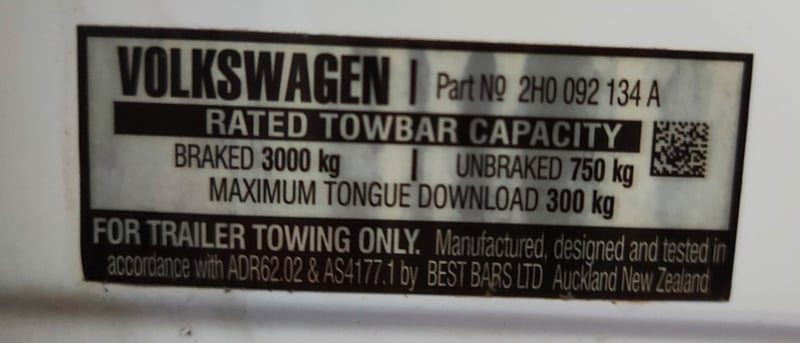 VOLKSWAGEN | Part Nº 2H0 092 134 A
RATED TOWBAR CAPACITY
BRAKED 3000 kg | UNBRAKED 750 kg
MAXIMUM TONGUE DOWNLOAD 300 kg
FOR TRAILER TOWING ONLY. Manufactured, designed and tested in
accordance with ADR62.02 & AS4177.1 by BEST BARS LTD Auckland New Zealand